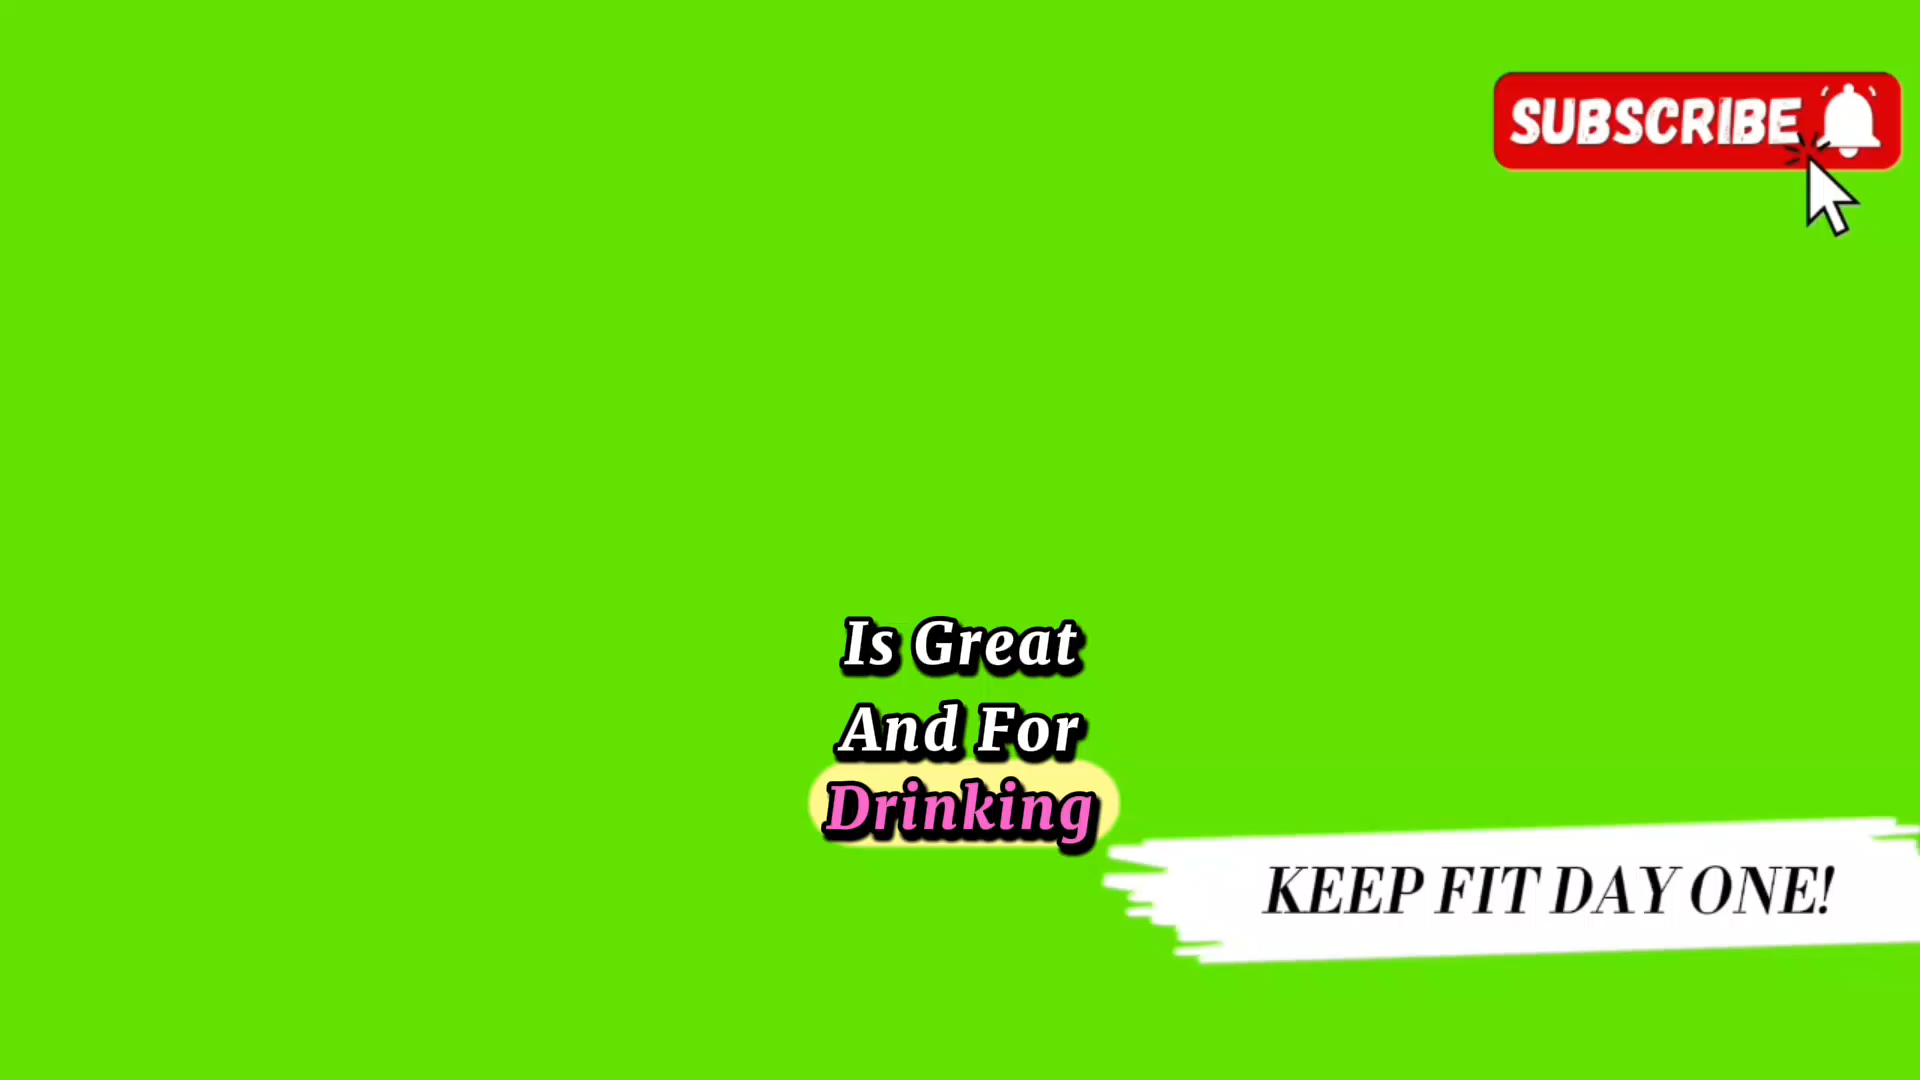 SUBSCRIBE
Is Great
And For
Drinking
KEEP FIT DAY ONE!